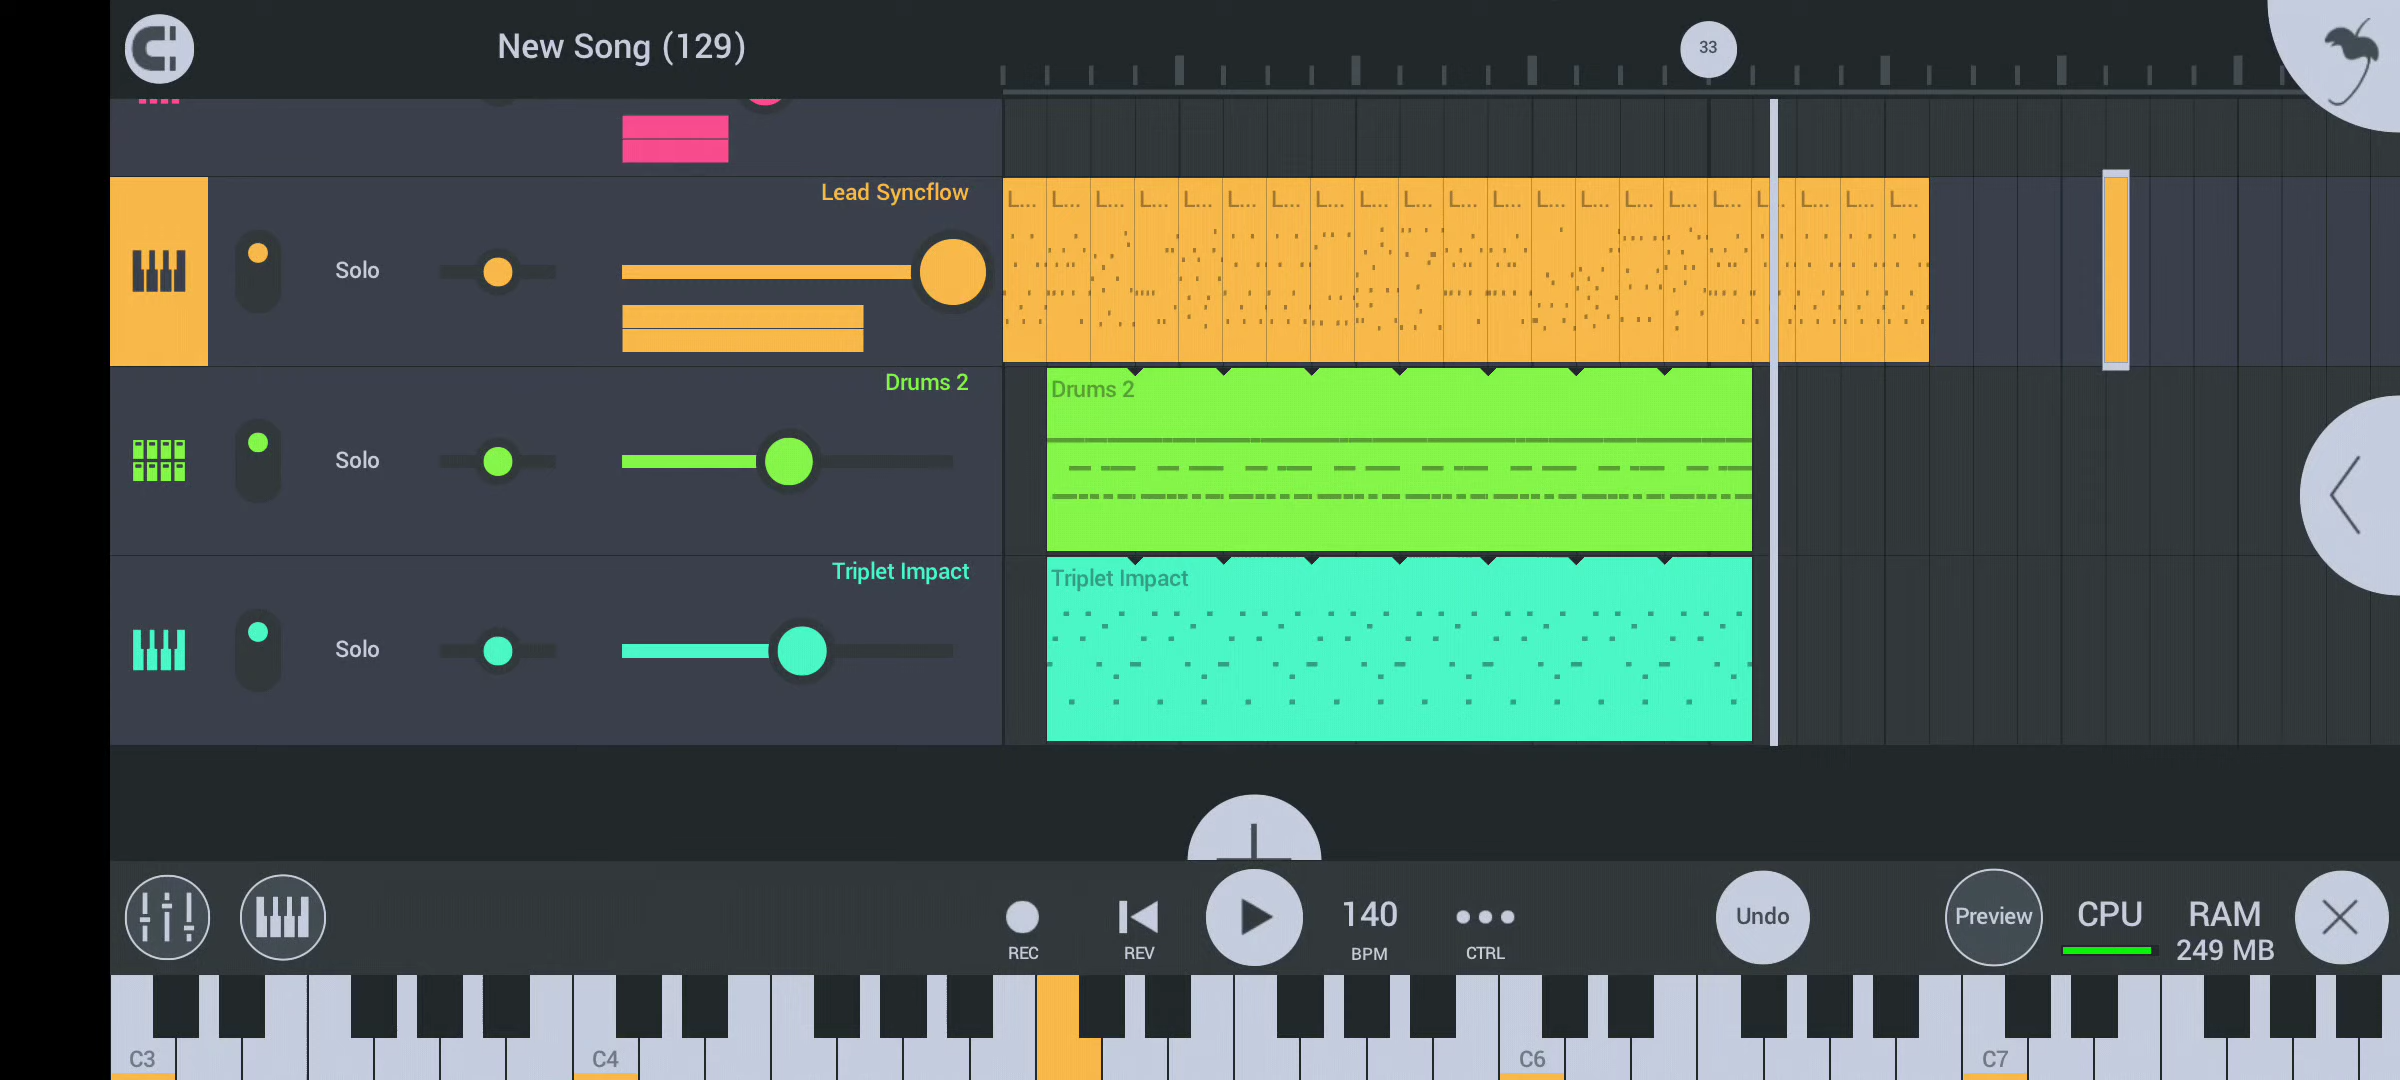 New Song (129)
33
Lead Syncflow
Solo
L... L... L... L... L... L... L... L... L... L... L... L... L... L... L... L... L... L... L... L... L...
Drums 2
Solo
Drums 2
Triplet Impact
Solo
Triplet Impact
REC
REV
140
BPM
CTRL
Undo
Preview
CPU
RAM
249 MB
C3
C4
C6
C7